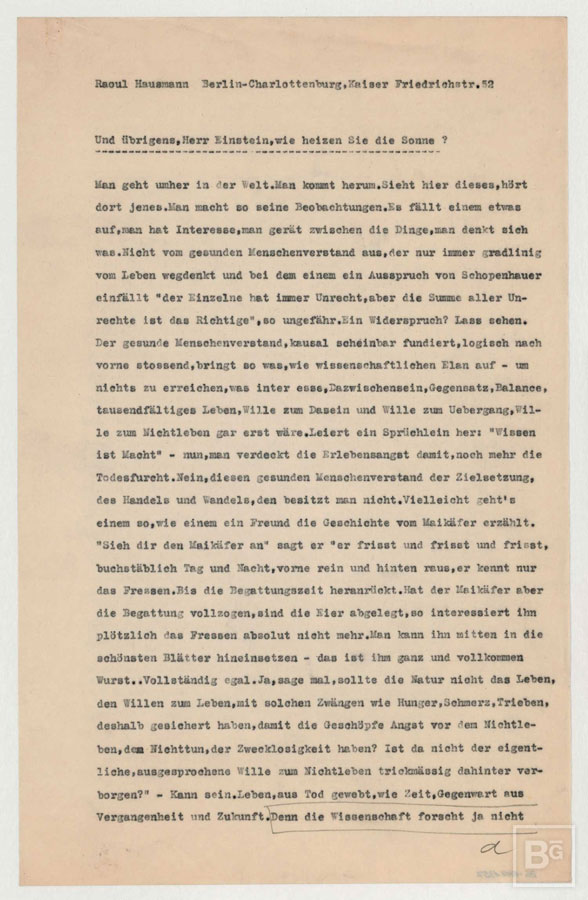 Raoul Hausmann  Berlin-Charlottenburg,Kaiser Friedrichstr.52
Und übrigens,Herr Einstein,wie heizen Sie die Sonne ?
Man geht umher in der Welt.Man kommt herum.Sieht hier dieses,hört
dort jenes.Man macht so seine Beobachtungen.Es fällt einem etwas
auf,man hat Interesse,man gerät zwischen die Dinge,man denkt sich
was.Nicht vom gesunden Menschenverstand aus,der nur immer gradlinig
vom Leben wegdenkt und bei dem einem ein Ausspruch von Schopenhauer
einfällt "der Einzelne hat immer Unrecht,aber die Summe aller Un-
rechte ist das Richtige",so ungefähr.Ein Widerspruch? Lass sehen.
Der gesunde Menschenverstand,kausal scheinbar fundiert,logisch nach
vorne stossend,bringt so was,wie wissenschaftlichen Elan auf - um
nichts zu erreichen,was inter esse,Dazwischensein,Gegensatz,Balance,
tausendfältiges Leben,Wille zum Dasein und Wille zum Uebergang,Wil-
le zum Nichtleben gar erst wäre.Leiert ein Sprüchlein her: "Wissen
ist Macht" - nun,man verdeckt die Erlebensangst damit,noch mehr die
Todesfurcht.Nein,diesen gesunden Menschenverstand der Zielsetzung,
des Handels und Wandels,den besitzt man nicht.Vielleicht geht's
einem so,wie einem ein Freund die Geschichte vom Maikäfer erzählt.
"Sieh dir den Maikäfer an" sagt er "er frisst und frisst und frisst,
buchstäblich Tag und Nacht,vorne rein und hinten raus,er kennt nur
das Fressen.Bis die Begattungszeit heranrückt.Hat der Maikäfer aber
die Begattung vollzogen,sind die Eier abgelegt,so interessiert ihn
plötzlich das Fressen absolut nicht mehr.Man kann ihn mitten in die
schönsten Blätter hineinsetzen - das ist ihm ganz und vollkommen
Wurst..Vollständig egal.Ja,sage mal,sollte die Natur nicht das Leben,
den Willen zum Leben,mit solchen Zwängen wie Hunger,Schmerz,Trieben,
deshalb gesichert haben,damit die Geschöpfe Angst vor dem Nichtle-
ben,dem Nichttun,der Zwecklosigkeit haben? Ist da nicht der eigent-
liche,ausgesprochene Wille zum Nichtleben trickmässig dahinter ver-
borgen?" - Kann sein.Leben,aus Tod gewebt,wie Zeit,Gegenwart aus
Vergangenheit und Zukunft.Denn die Wissenschaft forscht ja nicht
a
BG